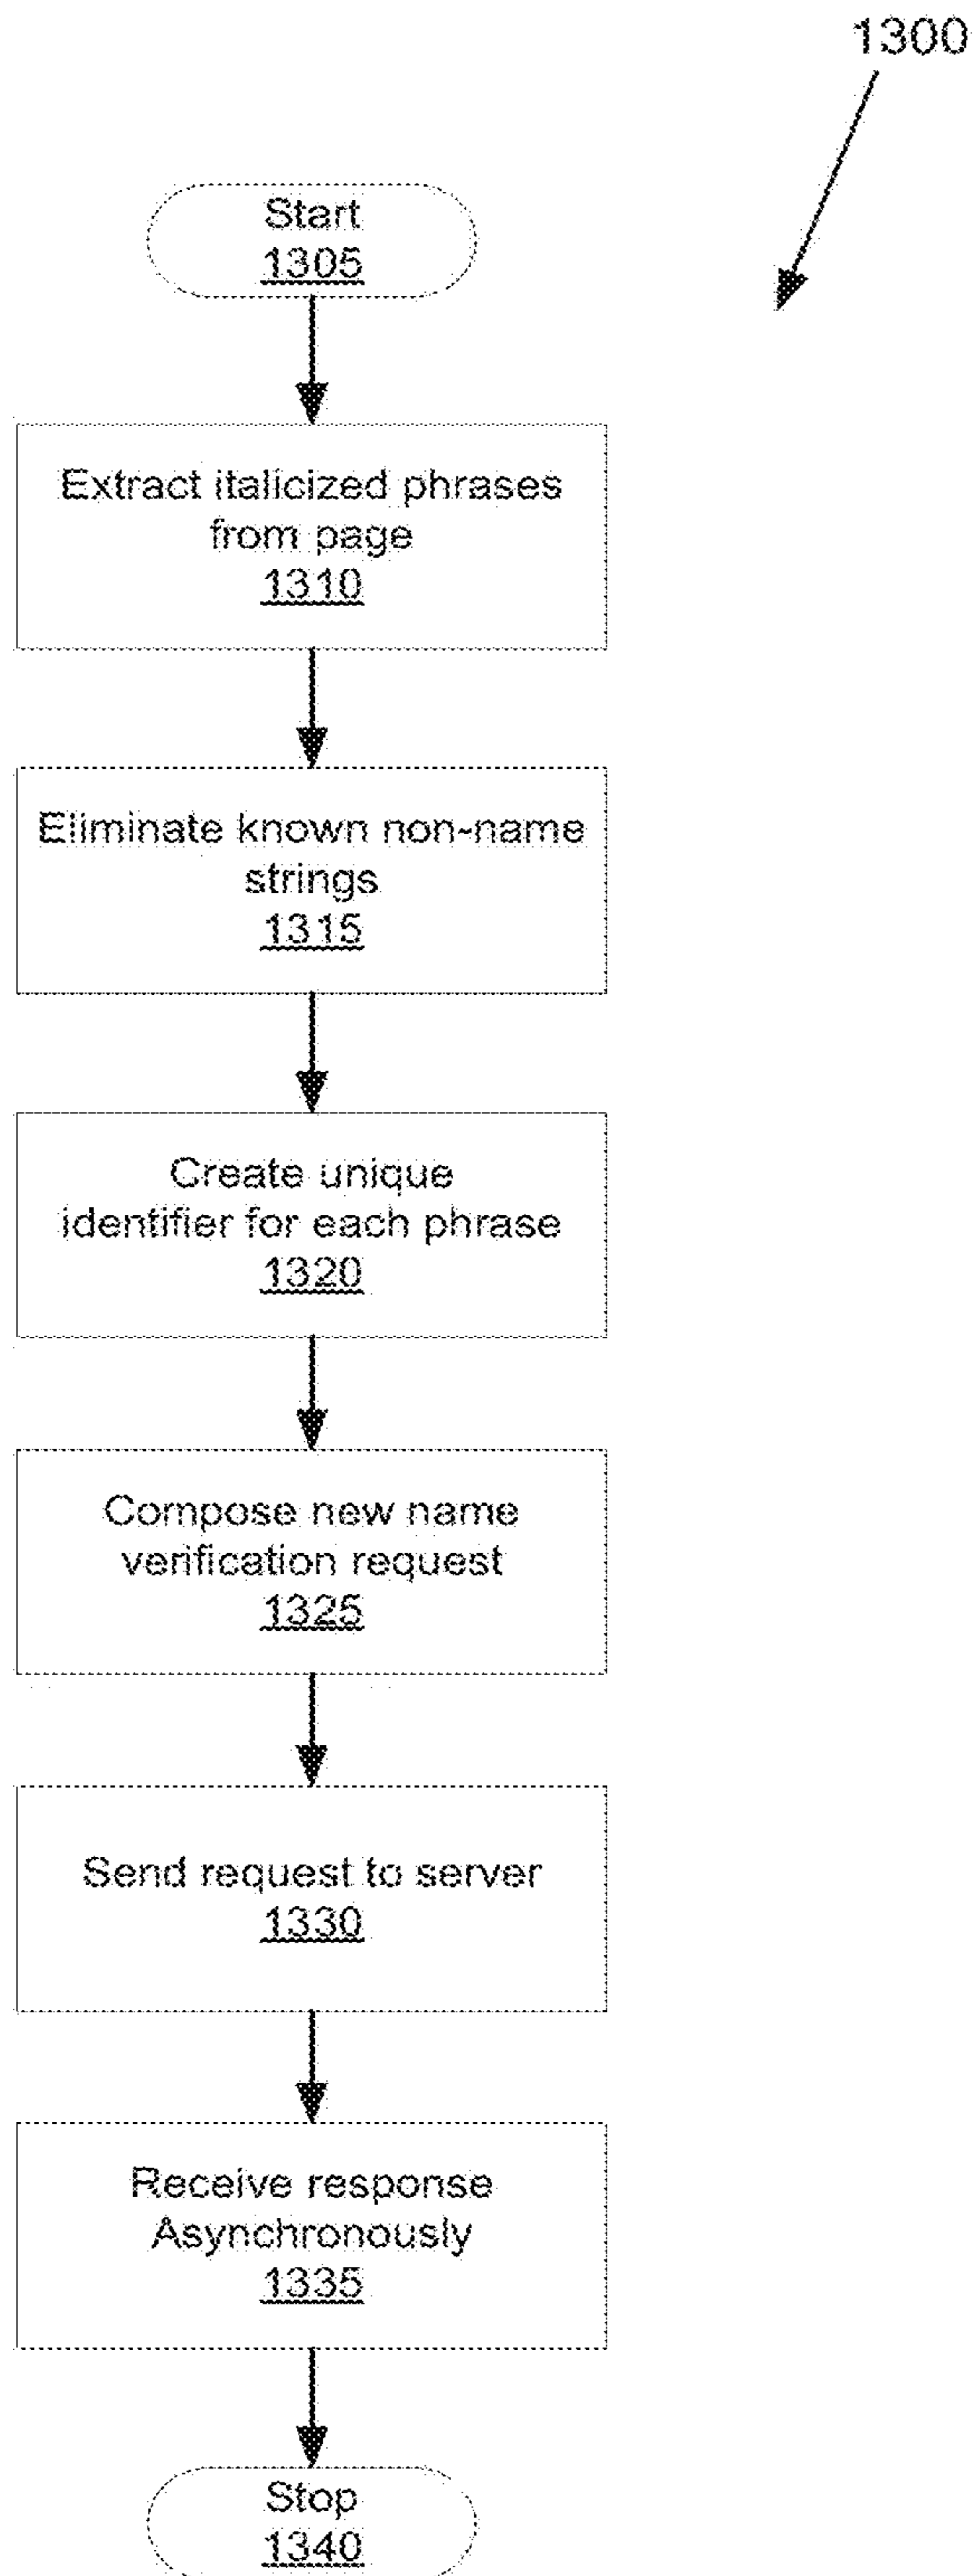 1300
Start
1305
Extract italicized phrases
from page
1310
Eliminate known non-name
strings
1315
Create unique
identifier for each phrase
1320
Compose new name
verification request
1325
Send request to server
1330
Receive response
Asynchronously
1335
Stop
1340